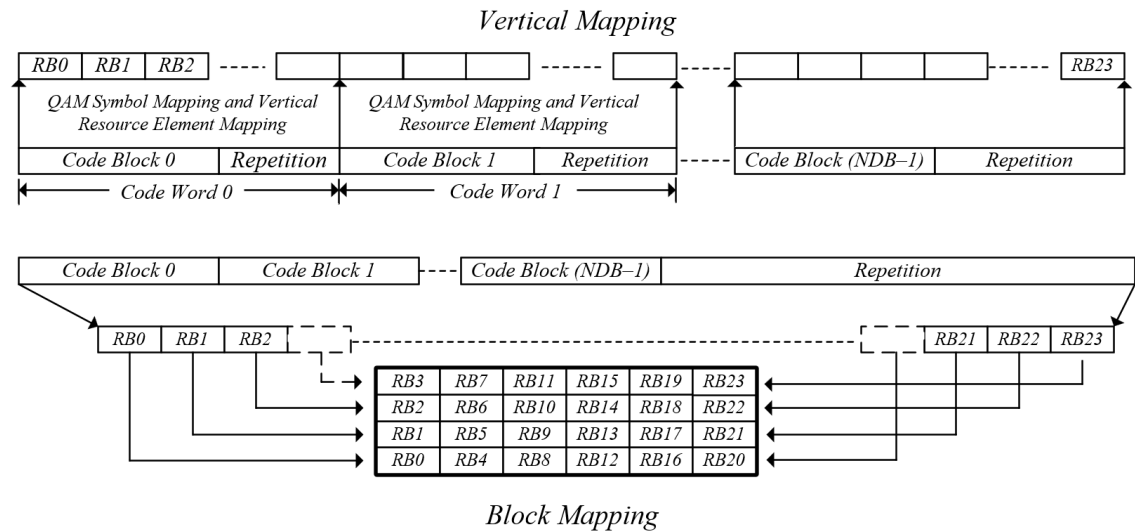 Vertical Mapping
RB0 RB1 RB2 RB23
QAM Symbol Mapping and Vertical QAM Symbol Mapping and Vertical
Resource Element Mapping Resource Element Mapping
Code Block 0 Repetition Code Block 1 Repetition Code Block (NDB–1) Repetition
Code Word 0 Code Word 1
Code Block 0 Code Block 1 Code Block (NDB–1) Repetition
RB0 RB1 RB2 RB21 RB22 RB23
RB3 RB7 RB11 RB15 RB19 RB23
RB2 RB6 RB10 RB14 RB18 RB22
RB1 RB5 RB9 RB13 RB17 RB21
RB0 RB4 RB8 RB12 RB16 RB20
Block Mapping